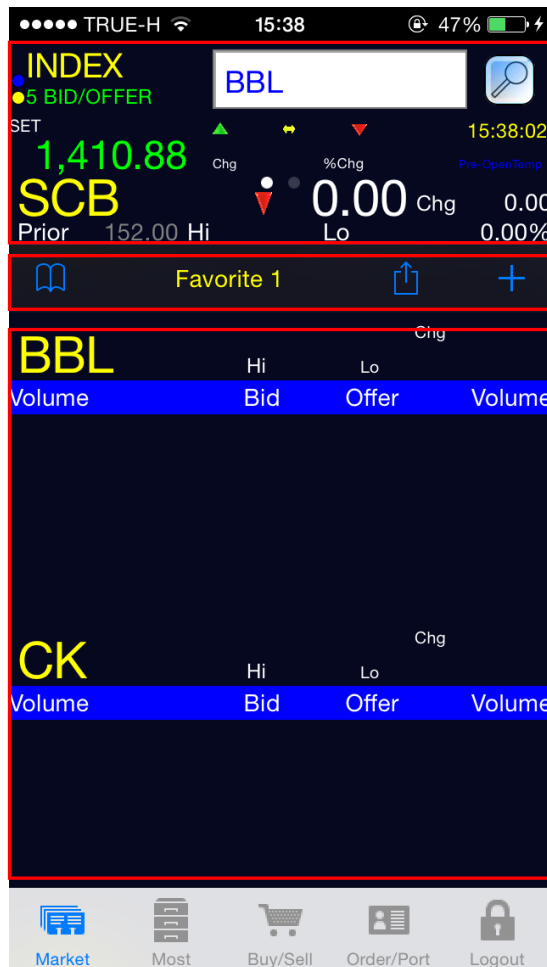 TRUE-H 15:38 47%
INDEX
BBL
5 BID/OFFER
SET
15:38:02
1,410.88
Chg %Chg Pre-OpenTemp
SCB 0.00 Chg 0.00
Prior 152.00 Hi Lo 0.00%
Favorite 1
Chg
BBL Hi Lo
Volume Bid Offer Volume
Chg
CK Hi Lo
Volume Bid Offer Volume
Market Most Buy/Sell Order/Port Logout